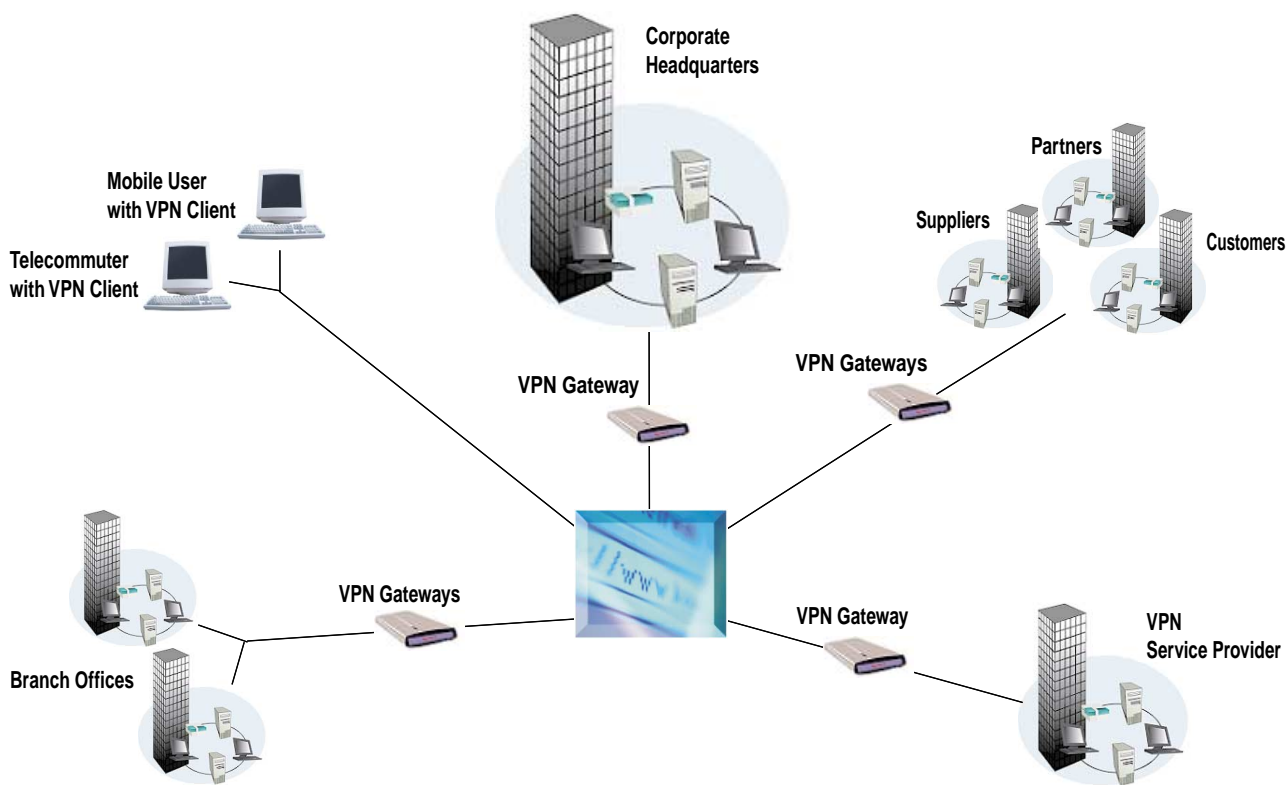 Corporate
Headquarters
Partners
Mobile User
with VPN Client
Suppliers
Customers
Telecommuter
with VPN Client
VPN Gateways
VPN Gateway
//www
VPN Gateways
VPN Gateway
VPN
Service Provider
Branch Offices